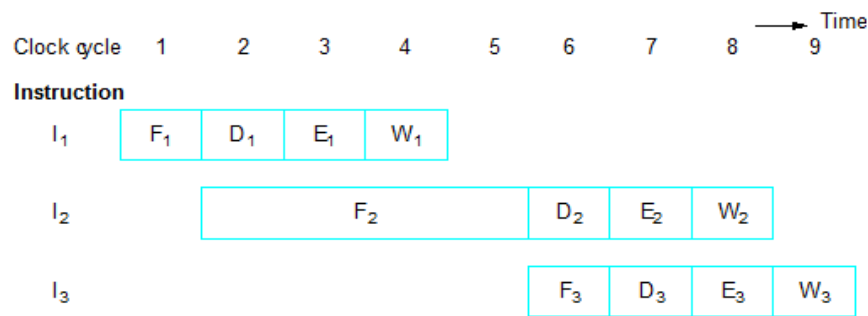 Time
Clock cycle 1 2 3 4 5 6 7 8 9
Instruction
I₁ F₁ D₁ E₁ W₁
I₂ F₂ D₂ E₂ W₂
I₃ F₃ D₃ E₃ W₃